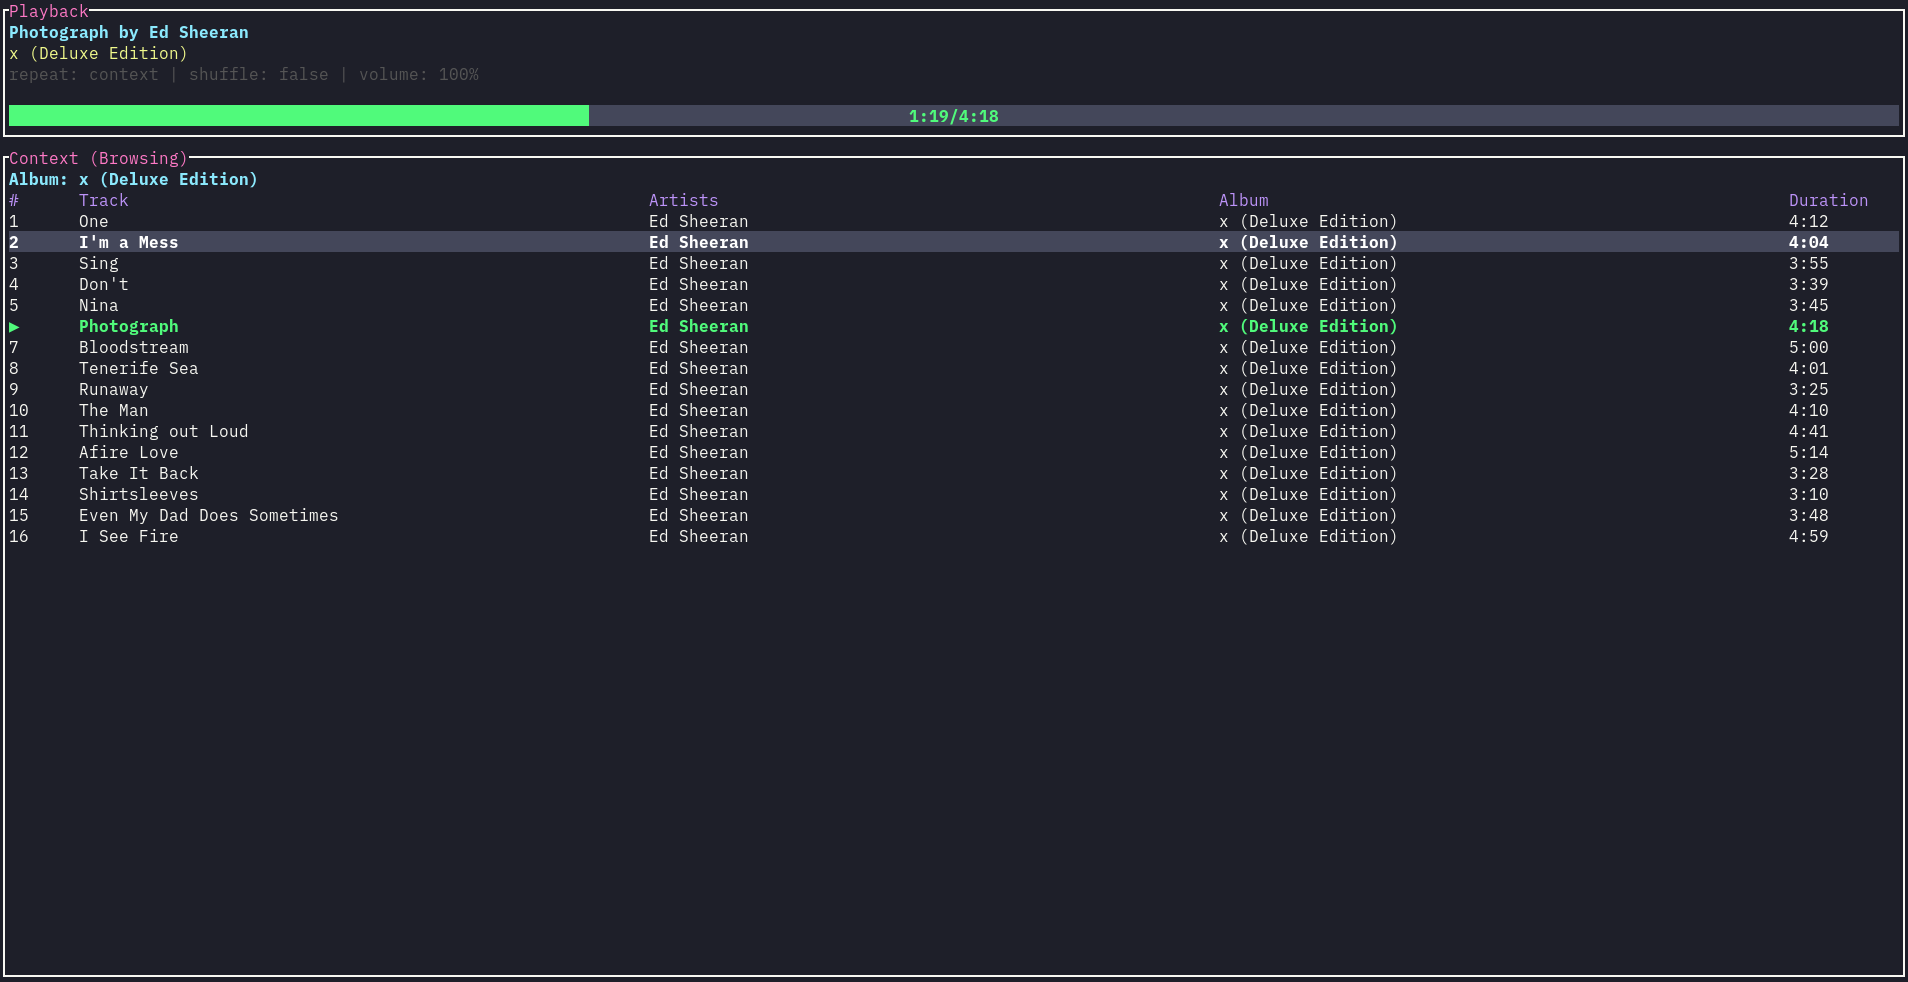 Playback
Photograph by Ed Sheeran
x (Deluxe Edition)
repeat: context | shuffle: false | volume: 100%
1:19/4:18
Context (Browsing)
Album: x (Deluxe Edition)
# Track Artists Album Duration
1 One Ed Sheeran x (Deluxe Edition) 4:12
2 I'm a Mess Ed Sheeran x (Deluxe Edition) 4:04
3 Sing Ed Sheeran x (Deluxe Edition) 3:55
4 Don't Ed Sheeran x (Deluxe Edition) 3:39
5 Nina Ed Sheeran x (Deluxe Edition) 3:45
▶ Photograph Ed Sheeran x (Deluxe Edition) 4:18
7 Bloodstream Ed Sheeran x (Deluxe Edition) 5:00
8 Tenerife Sea Ed Sheeran x (Deluxe Edition) 4:01
9 Runaway Ed Sheeran x (Deluxe Edition) 3:25
10 The Man Ed Sheeran x (Deluxe Edition) 4:10
11 Thinking out Loud Ed Sheeran x (Deluxe Edition) 4:41
12 Afire Love Ed Sheeran x (Deluxe Edition) 5:14
13 Take It Back Ed Sheeran x (Deluxe Edition) 3:28
14 Shirtsleeves Ed Sheeran x (Deluxe Edition) 3:10
15 Even My Dad Does Sometimes Ed Sheeran x (Deluxe Edition) 3:48
16 I See Fire Ed Sheeran x (Deluxe Edition) 4:59